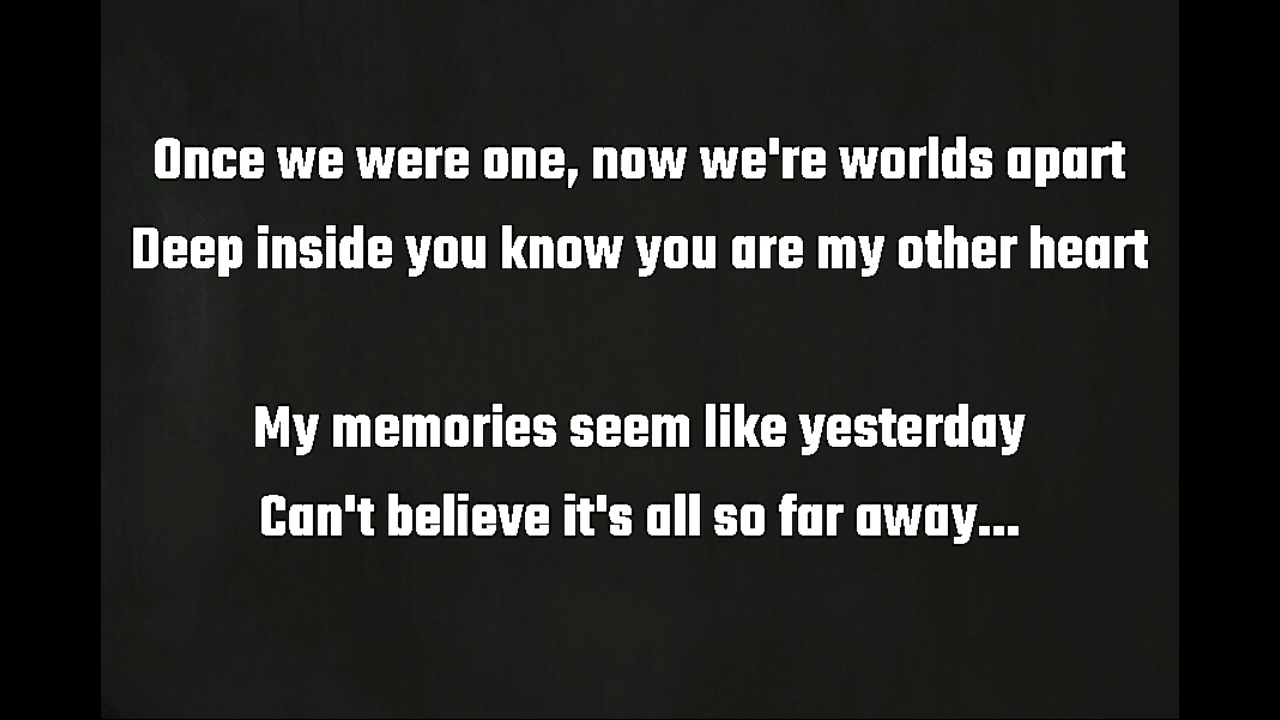 Once we were one, now we're worlds apart
Deep inside you know you are my other heart
My memories seem like yesterday
Can't believe it's all so far away...